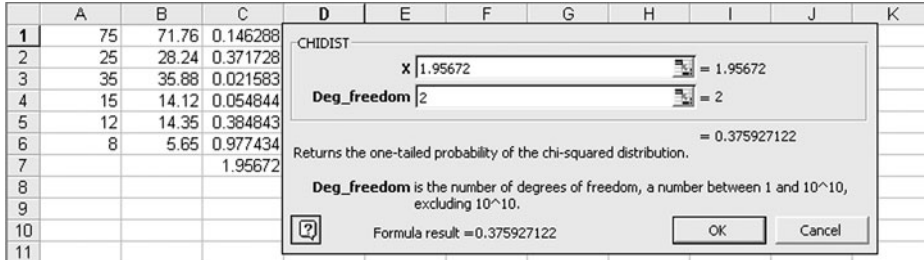 A B C D E F G H I J K
1 75 71.76 0.146288
2 25 28.24 0.371728
3 35 35.88 0.021583
4 15 14.12 0.054844
5 12 14.35 0.384843
6 8 5.65 0.977434
7 1.95672
8
9
10
11
CHIDIST
X 1.95672 = 1.95672
Deg_freedom 2 = 2
= 0.375927122
Returns the one-tailed probability of the chi-squared distribution.
Deg_freedom is the number of degrees of freedom, a number between 1 and 10^10,
excluding 10^10.
? Formula result =0.375927122 OK Cancel